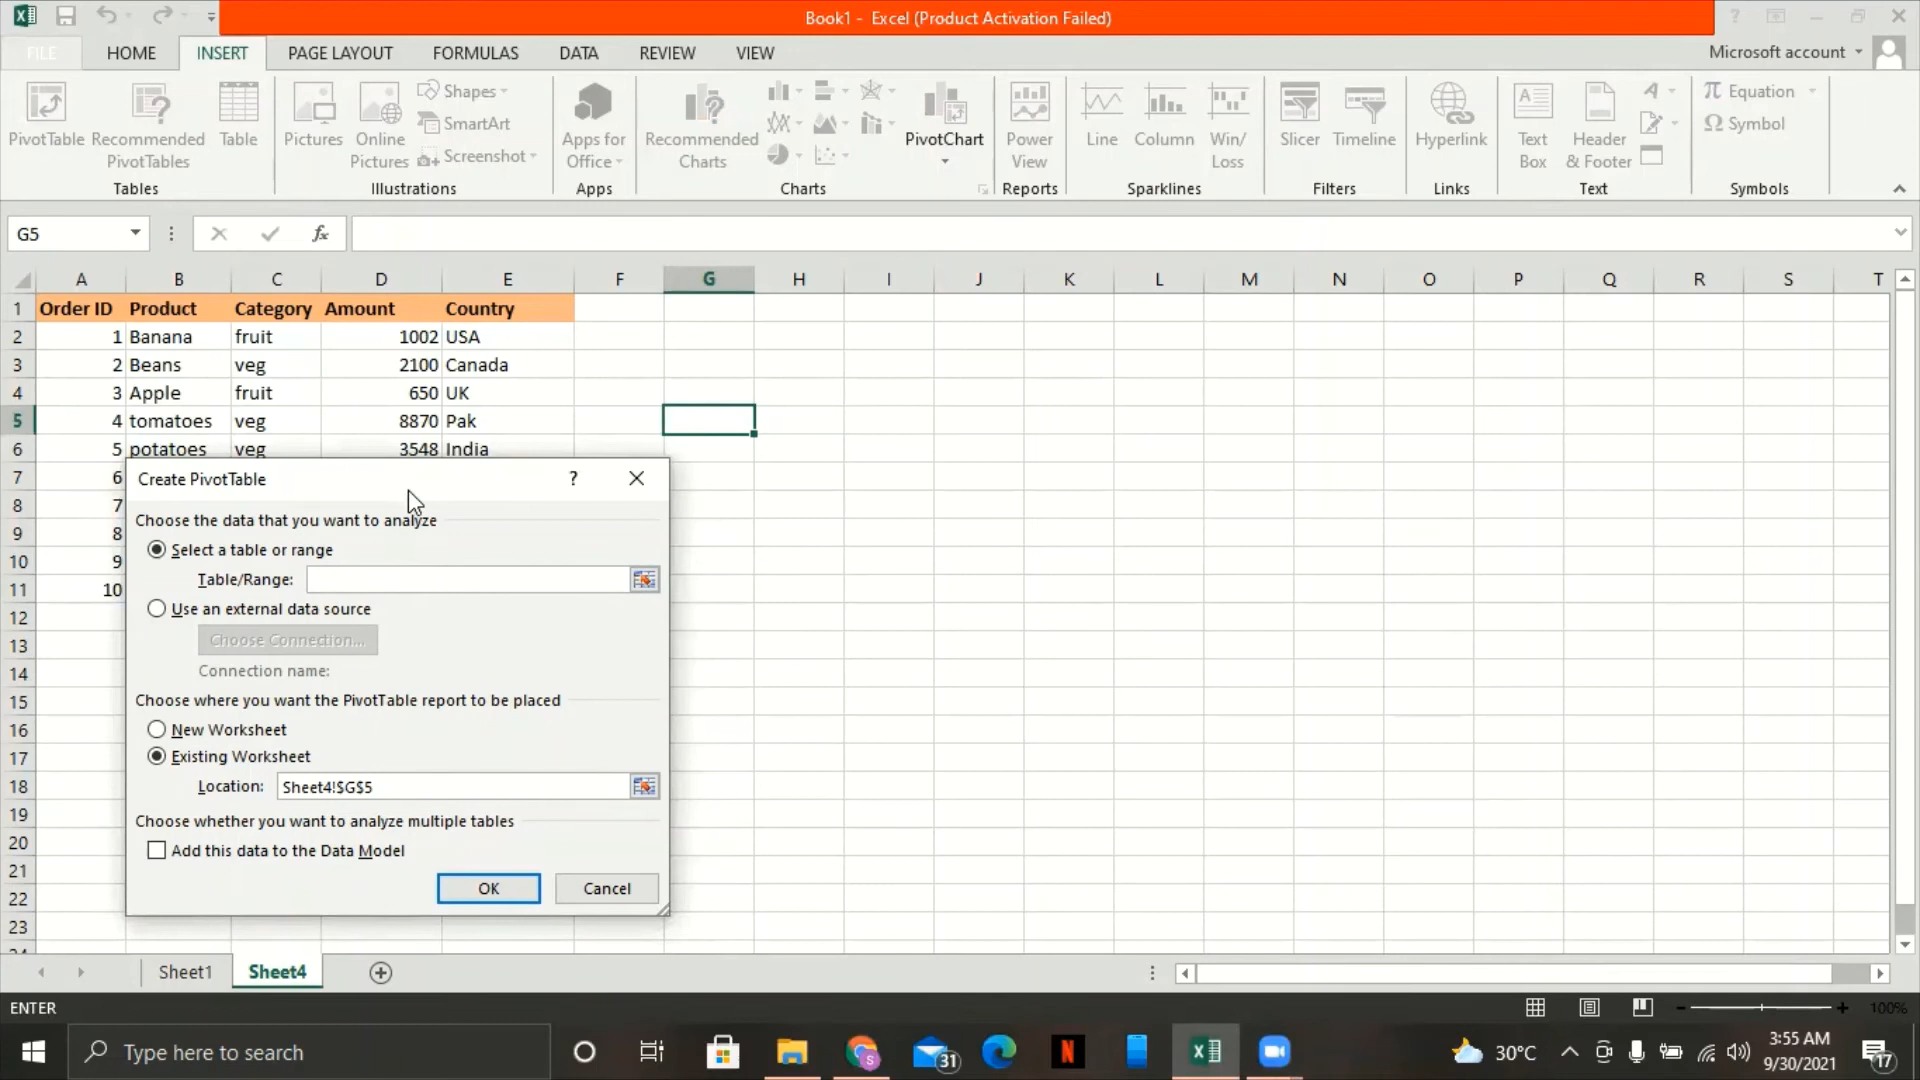 Book1 - Excel (Product Activation Failed)
?
FILE
HOME
INSERT
PAGE LAYOUT
FORMULAS
DATA
REVIEW
VIEW
Microsoft account
PivotTable
Recommended
PivotTables
Table
Pictures
Online
Pictures
Shapes
SmartArt
Screenshot
Apps for
Office
Recommended
Charts
PivotChart
Power
View
Line
Column
Win/
Loss
Slicer
Timeline
Hyperlink
Text
Box
Header
& Footer
π Equation
Ω Symbol
Tables
Illustrations
Apps
Charts
Reports
Sparklines
Filters
Links
Text
Symbols
G5
fx
A B C D E F G H I J K L M N O P Q R S T
1 Order ID Product Category Amount Country
2 1 Banana fruit 1002 USA
3 2 Beans veg 2100 Canada
4 3 Apple fruit 650 UK
5 4 tomatoes veg 8870 Pak
6 5 potatoes veg 3548 India
7 6
8 7
9 8
10 9
11 10
12
13
14
15
16
17
18
19
20
21
22
23
24
Create PivotTable
?
Choose the data that you want to analyze
Select a table or range
Table/Range:
Use an external data source
Choose Connection...
Connection name:
Choose where you want the PivotTable report to be placed
New Worksheet
Existing Worksheet
Location: Sheet4!$G$5
Choose whether you want to analyze multiple tables
Add this data to the Data Model
OK
Cancel
Sheet1
Sheet4
ENTER
100%
Type here to search
31
30°C
3:55 AM
9/30/2021
17